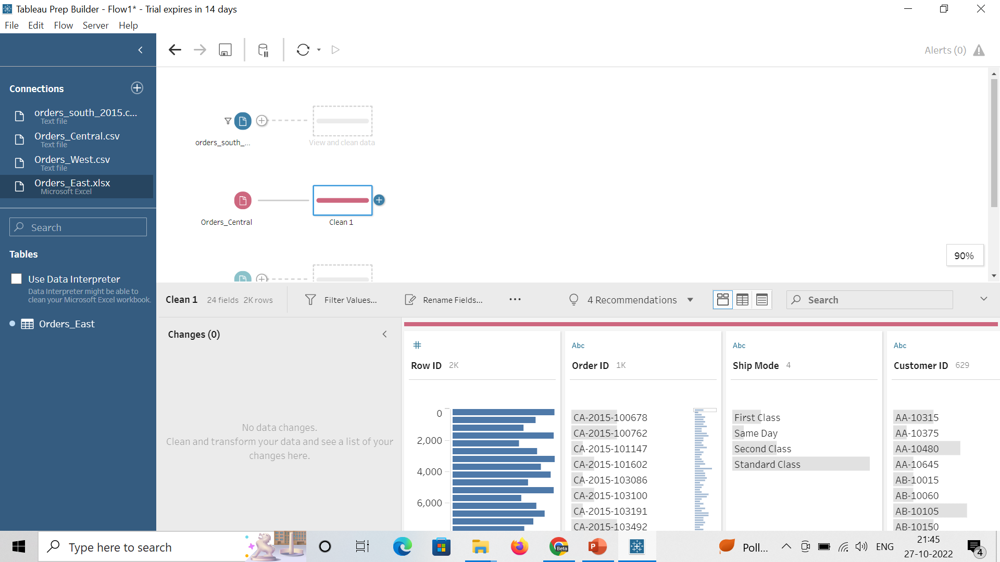 Tableau Prep Builder - Flow1* - Trial expires in 14 days
File Edit Flow Server Help
Alerts (0)
Connections
orders_south_2015.c...
Text file
Orders_Central.csv
Text file
Orders_West.csv
Text file
Orders_East.xlsx
Microsoft Excel
Search
Tables
Use Data Interpreter
Data Interpreter might be able to
clean your Microsoft Excel workbook.
Orders_East
orders_south_...
View and clean data
Orders_Central
Clean 1
90%
Clean 1 24 fields 2K rows Filter Values... Rename Fields... 4 Recommendations Search
Changes (0)
No data changes.
Clean and transform your data and see a list of your
changes here.
#
Row ID 2K
0
2,000
4,000
6,000
Abc
Order ID 1K
CA-2015-100678
CA-2015-100762
CA-2015-101147
CA-2015-101602
CA-2015-103086
CA-2015-103100
CA-2015-103191
CA-2015-103492
Abc
Ship Mode 4
First Class
Same Day
Second Class
Standard Class
Abc
Customer ID 629
AA-10315
AA-10375
AA-10480
AA-10645
AB-10015
AB-10060
AB-10105
AB-10150
Type here to search
Beta
P
Poll...
ENG
21:45
27-10-2022
4